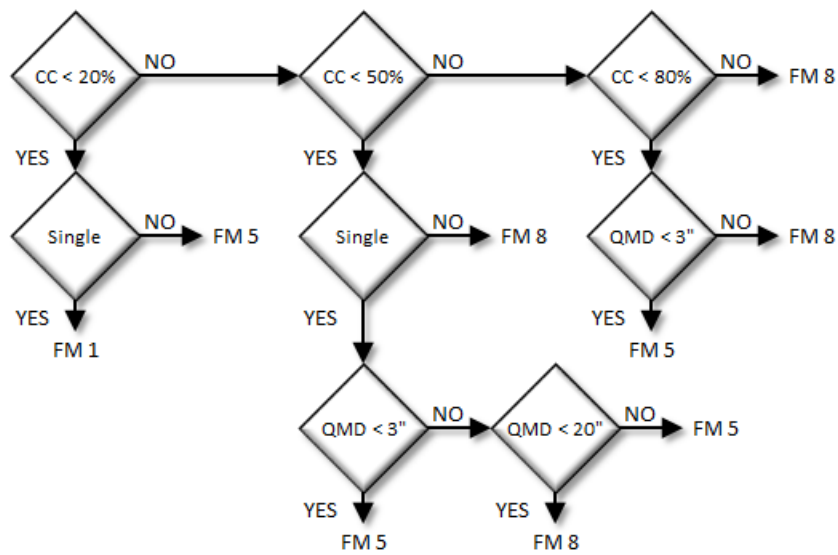 CC < 20%
NO
CC < 50%
NO
CC < 80%
NO
FM 8
YES
YES
YES
Single
NO
FM 5
Single
NO
FM 8
QMD < 3"
NO
FM 8
YES
YES
YES
FM 1
FM 5
QMD < 3"
NO
QMD < 20"
NO
FM 5
YES
YES
FM 5
FM 8